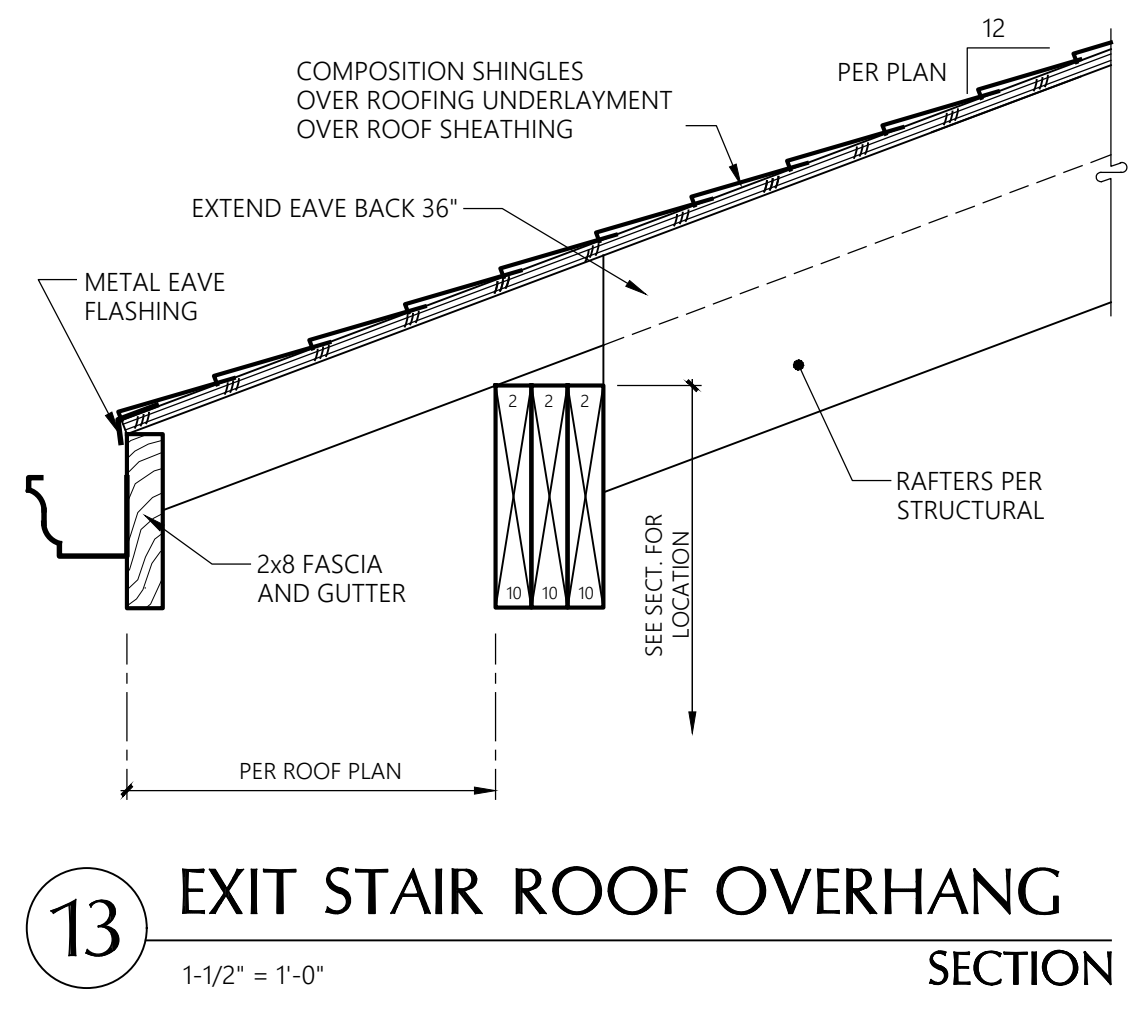 12
PER PLAN
COMPOSITION SHINGLES
OVER ROOFING UNDERLAYMENT
OVER ROOF SHEATHING
EXTEND EAVE BACK 36"
METAL EAVE
FLASHING
2 2 2
10 10 10
RAFTERS PER
STRUCTURAL
2x8 FASCIA
AND GUTTER
SEE SECT. FOR
LOCATION
PER ROOF PLAN
13
EXIT STAIR ROOF OVERHANG
SECTION
1-1/2" = 1'-0"